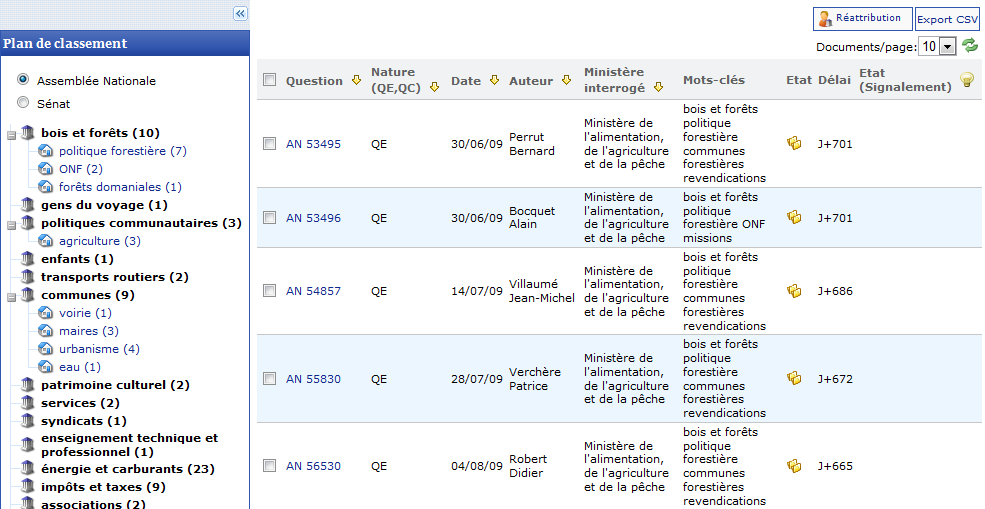 Réattribution
Export CSV
Documents/page: 10
Plan de classement
Assemblée Nationale
Sénat
bois et forêts (10)
politique forestière (7)
ONF (2)
forêts domaniales (1)
gens du voyage (1)
politiques communautaires (3)
agriculture (3)
enfants (1)
transports routiers (2)
communes (9)
voirie (1)
maires (3)
urbanisme (4)
eau (1)
patrimoine culturel (2)
services (2)
syndicats (1)
enseignement technique et
professionnel (1)
énergie et carburants (23)
impôts et taxes (9)
associations (2)
Question
Nature
(QE,QC)
Date
Auteur
Ministère
interrogé
Mots-clés
Etat
Délai
Etat
(Signalement)
AN 53495
QE
30/06/09
Perrut
Bernard
Ministère de
l'alimentation,
de l'agriculture
et de la pêche
bois et forêts
politique
forestière
communes
forestières
revendications
J+701
AN 53496
QE
30/06/09
Bocquet
Alain
Ministère de
l'alimentation,
de l'agriculture
et de la pêche
bois et forêts
politique
forestière ONF
missions
J+701
AN 54857
QE
14/07/09
Villaumé
Jean-Michel
Ministère de
l'alimentation,
de l'agriculture
et de la pêche
bois et forêts
politique
forestière
communes
forestières
revendications
J+686
AN 55830
QE
28/07/09
Verchère
Patrice
Ministère de
l'alimentation,
de l'agriculture
et de la pêche
bois et forêts
politique
forestière
communes
forestières
revendications
J+672
AN 56530
QE
04/08/09
Robert
Didier
Ministère de
l'alimentation,
de l'agriculture
et de la pêche
bois et forêts
politique
forestière
communes
forestières
revendications
J+665